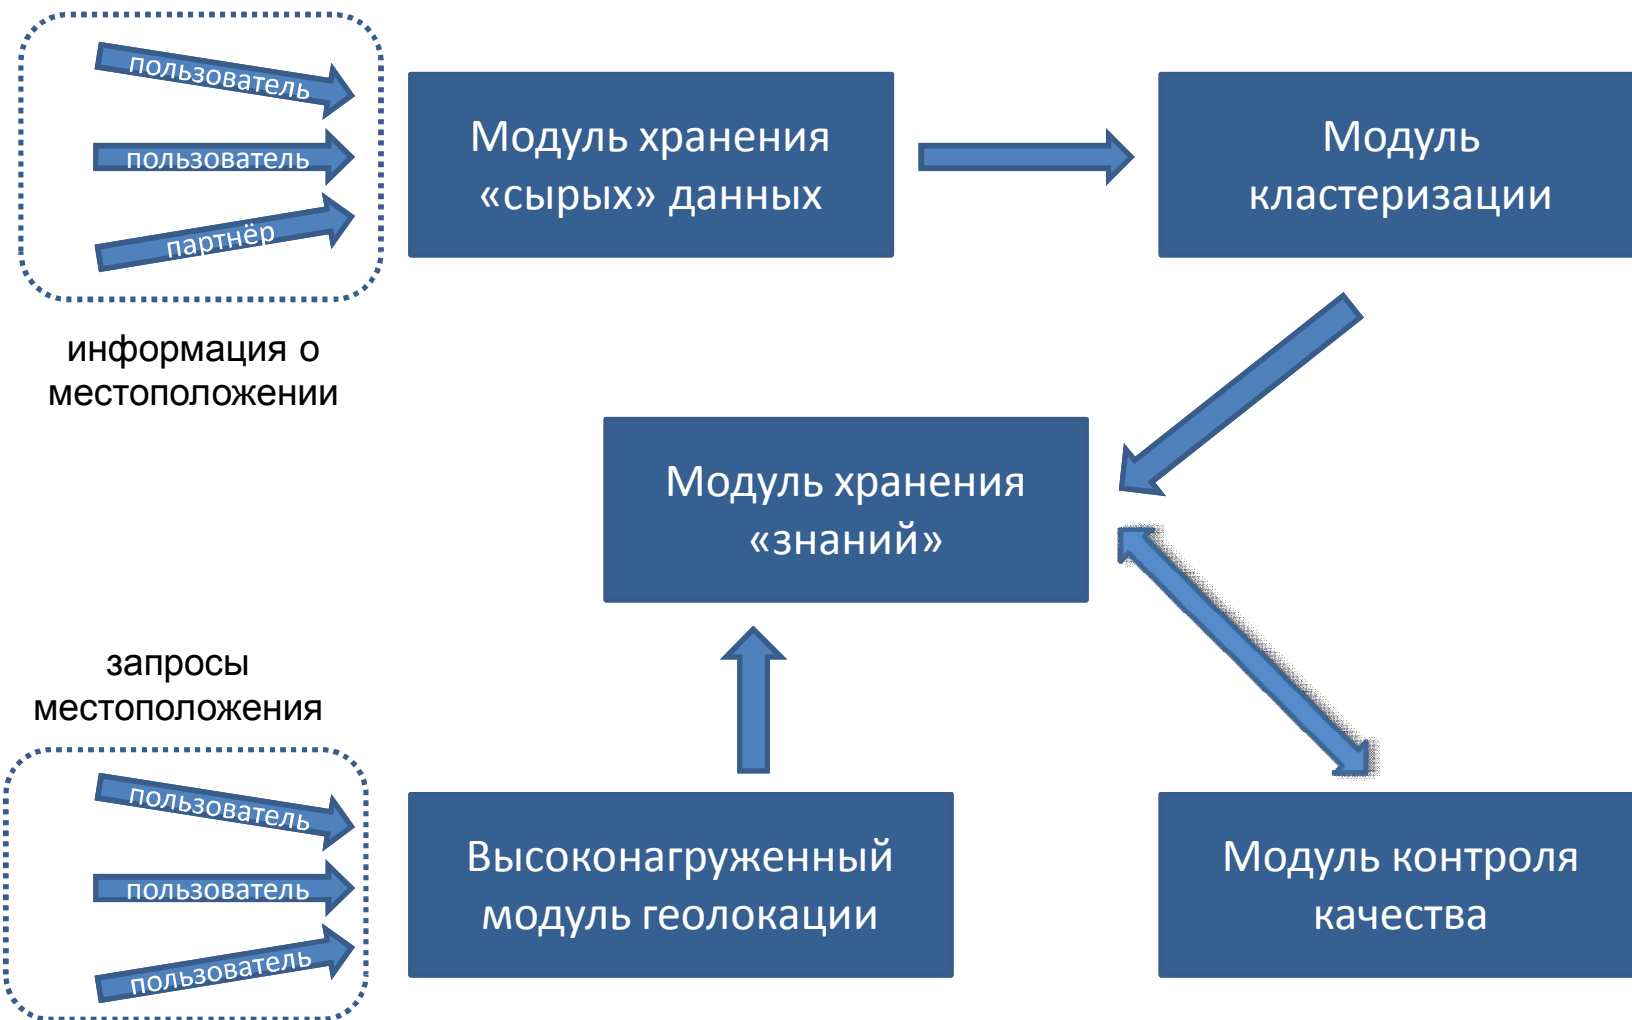 пользователь
пользователь
партнёр
информация о
местоположении
Модуль хранения
«сырых» данных
Модуль
кластеризации
Модуль хранения
«знаний»
запросы
местоположения
пользователь
пользователь
пользователь
Высоконагруженный
модуль геолокации
Модуль контроля
качества